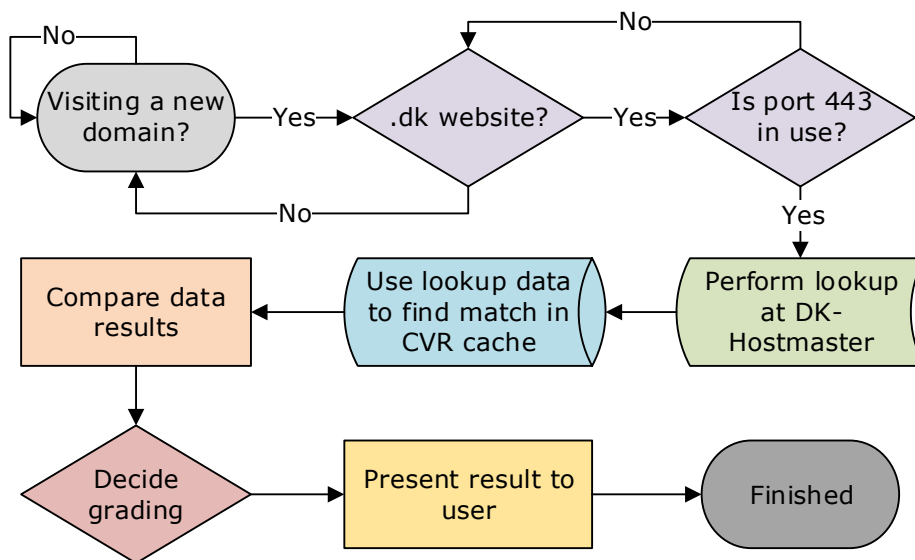 No
No
Visiting a new
domain?
Yes
.dk website?
Yes
Is port 443
in use?
No
Yes
Compare data
results
Use lookup data
to find match in
CVR cache
Perform lookup
at DK-
Hostmaster
Decide
grading
Present result to
user
Finished